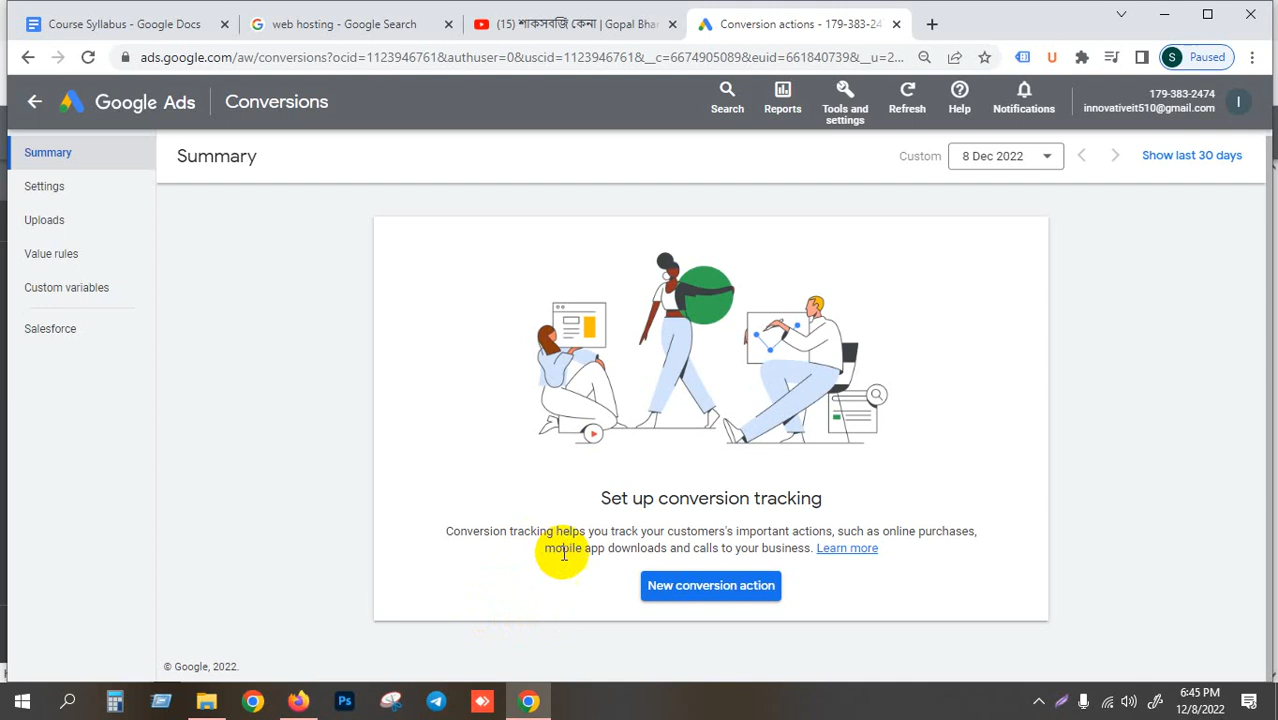 Course Syllabus - Google Docs
web hosting - Google Search
(15) শাকসবজি কেনা | Gopal Bhar
Conversion actions - 179-383-247
ads.google.com/aw/conversions?ocid=1123946761&authuser=0&uscid=1123946761&__c=6674905089&euid=661840739&__u=2...
S Paused
Google Ads
Conversions
Search
Reports
Tools and settings
Refresh
Help
Notifications
179-383-2474
innovativeit510@gmail.com
I
Summary
Settings
Uploads
Value rules
Custom variables
Salesforce
Summary
Custom
8 Dec 2022
Show last 30 days
Set up conversion tracking
Conversion tracking helps you track your customers's important actions, such as online purchases,
mobile app downloads and calls to your business. Learn more
New conversion action
© Google, 2022.
Ps
6:45 PM
12/8/2022